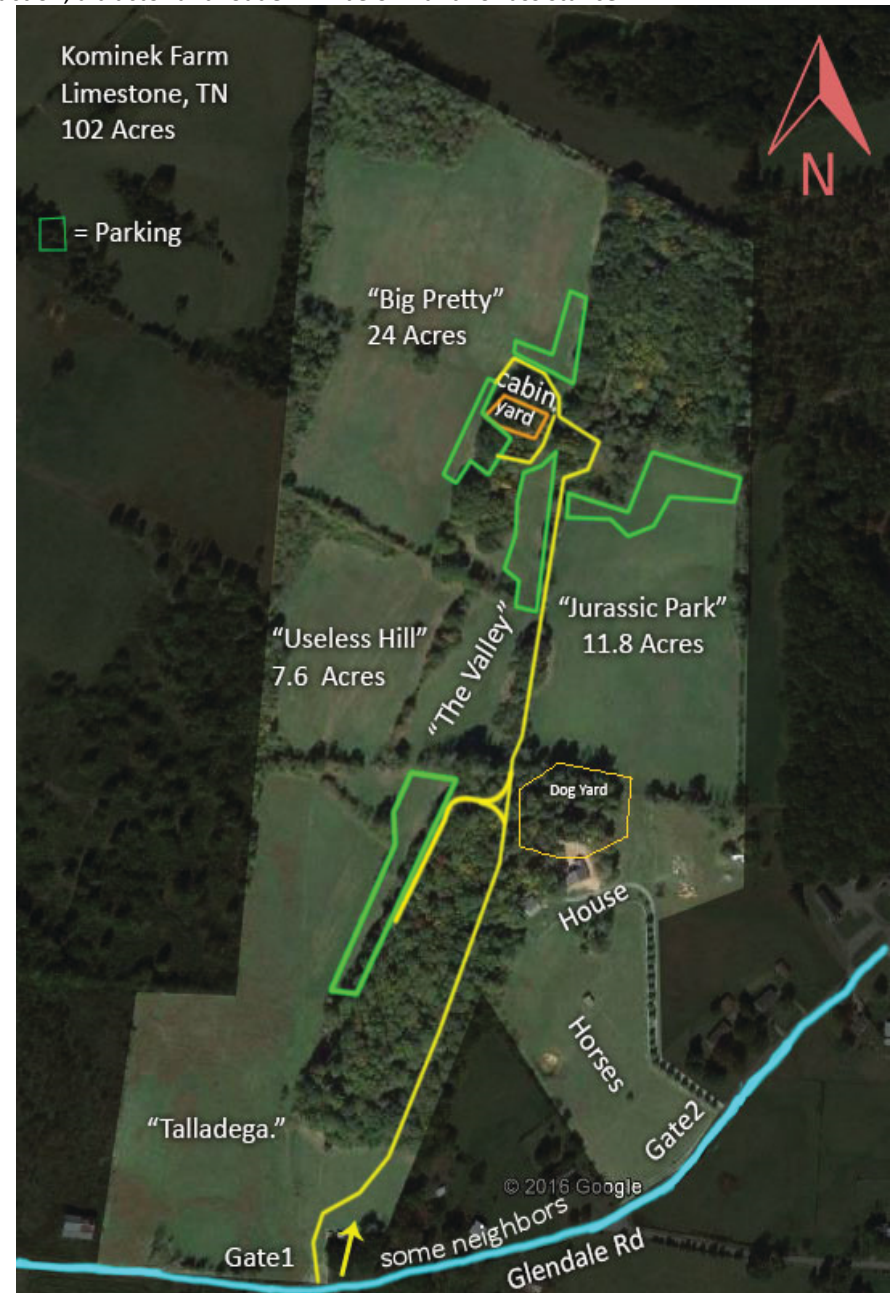 Kominek Farm
Limestone, TN
102 Acres
N
= Parking
“Big Pretty”
24 Acres
cabin
yard
“Jurassic Park”
11.8 Acres
“Useless Hill”
7.6 Acres
“The Valley”
Dog Yard
House
Horses
“Talladega.”
Gate2
© 2016 Google
some neighbors
Gate1
Glendale Rd